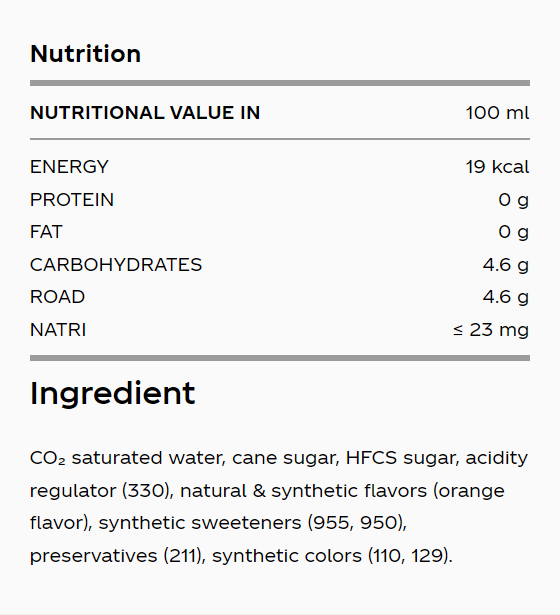 Nutrition
NUTRITIONAL VALUE IN 100 ml
ENERGY 19 kcal
PROTEIN 0 g
FAT 0 g
CARBOHYDRATES 4.6 g
ROAD 4.6 g
NATRI ≤ 23 mg
Ingredient
CO₂ saturated water, cane sugar, HFCS sugar, acidity
regulator (330), natural & synthetic flavors (orange
flavor), synthetic sweeteners (955, 950),
preservatives (211), synthetic colors (110, 129).